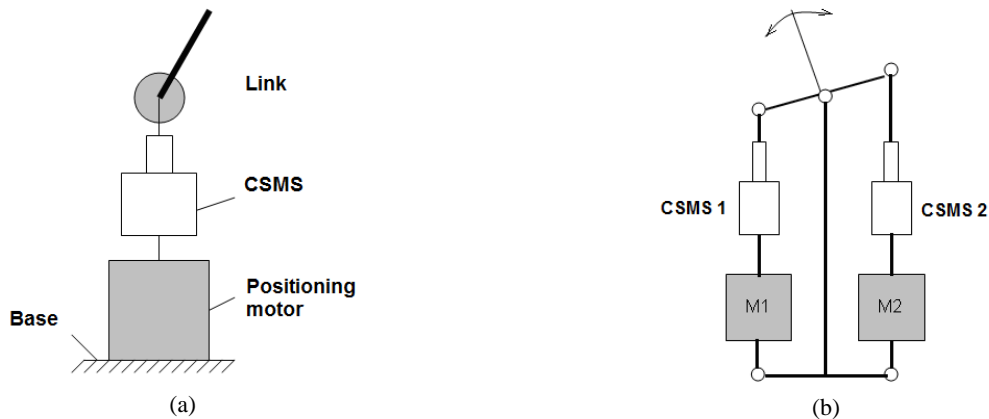 Link
CSMS
Positioning
motor
Base
(a)
CSMS 1
CSMS 2
M1
M2
(b)